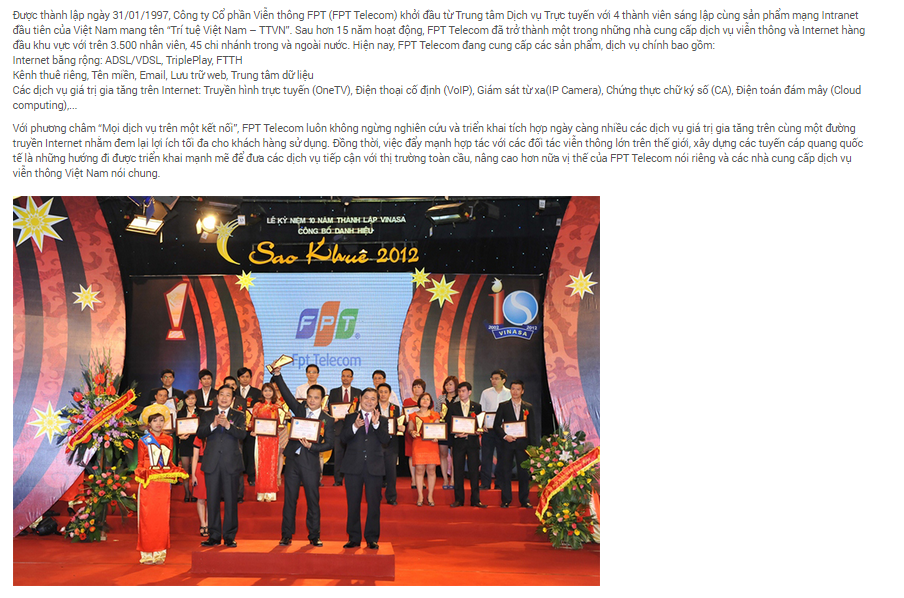 Được thành lập ngày 31/01/1997, Công ty Cổ phần Viễn thông FPT (FPT Telecom) khởi đầu từ Trung tâm Dịch vụ Trực tuyến với 4 thành viên sáng lập cùng sản phẩm mạng Intranet
đầu tiên của Việt Nam mang tên “Trí tuệ Việt Nam – TTVN”. Sau hơn 15 năm hoạt động, FPT Telecom đã trở thành một trong những nhà cung cấp dịch vụ viễn thông và Internet hàng
đầu khu vực với trên 3.500 nhân viên, 45 chi nhánh trong và ngoài nước. Hiện nay, FPT Telecom đang cung cấp các sản phẩm, dịch vụ chính bao gồm:
Internet băng rộng: ADSL/VDSL, TriplePlay, FTTH
Kênh thuê riêng, Tên miền, Email, Lưu trữ web, Trung tâm dữ liệu
Các dịch vụ giá trị gia tăng trên Internet: Truyền hình trực tuyến (OneTV), Điện thoại cố định (VoIP), Giám sát từ xa(IP Camera), Chứng thực chữ ký số (CA), Điện toán đám mây (Cloud
computing),...
Với phương châm “Mọi dịch vụ trên một kết nối”, FPT Telecom luôn không ngừng nghiên cứu và triển khai tích hợp ngày càng nhiều các dịch vụ giá trị gia tăng trên cùng một đường
truyền Internet nhằm đem lại lợi ích tối đa cho khách hàng sử dụng. Đồng thời, việc đẩy mạnh hợp tác với các đối tác viễn thông lớn trên thế giới, xây dựng các tuyến cáp quang quốc
tế là những hướng đi được triển khai mạnh mẽ để đưa các dịch vụ tiếp cận với thị trường toàn cầu, nâng cao hơn nữa vị thế của FPT Telecom nói riêng và các nhà cung cấp dịch vụ
viễn thông Việt Nam nói chung.
LỄ KỶ NIỆM 10 NĂM THÀNH LẬP VINASA
CÔNG BỐ DANH HIỆU
Sao Khuê 2012
FPT
Fpt Telecom
10
2002 2012
VINASA